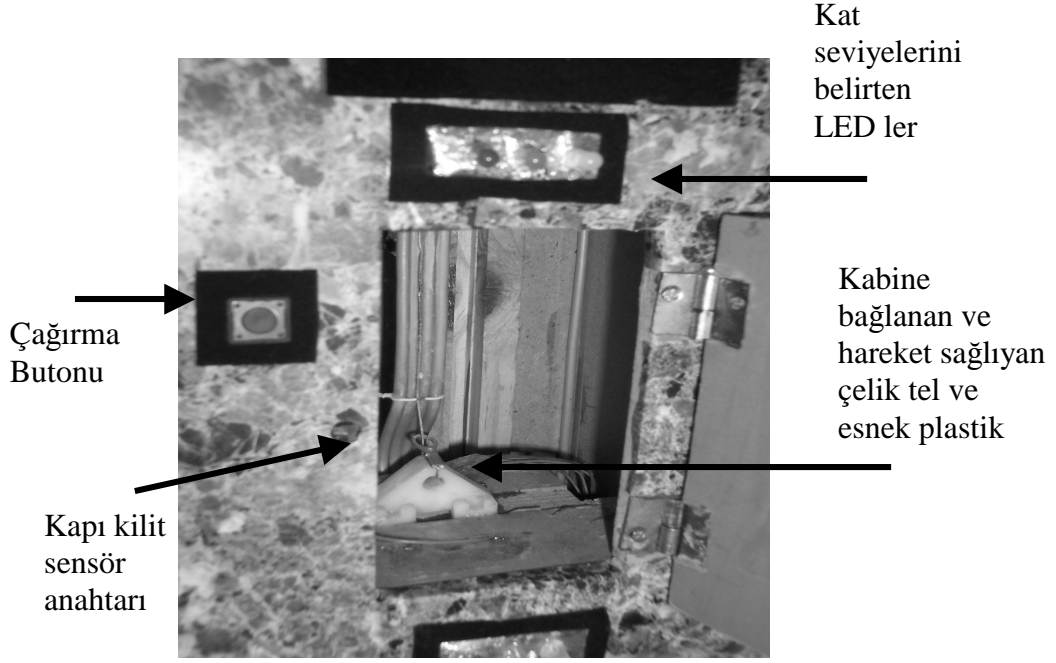 Kat
seviyelerini
belirten
LED ler
Çağırma
Butonu
Kabine
bağlanan ve
hareket sağlıyan
çelik tel ve
esnek plastik
Kapı kilit
sensör
anahtarı